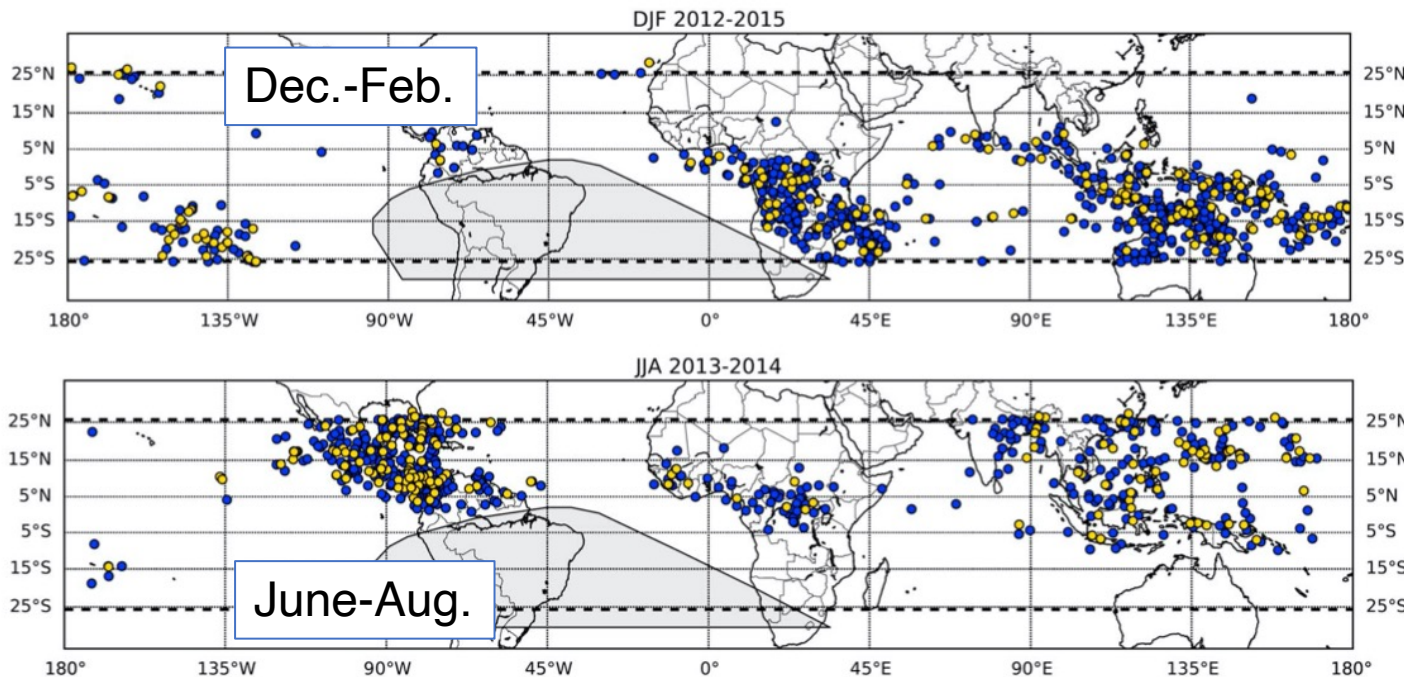 DJF 2012-2015
Dec.-Feb.
25°N 25°N
15°N 15°N
5°N 5°N
5°S 5°S
15°S 15°S
25°S 25°S
180° 135°W 90°W 45°W 0° 45°E 90°E 135°E 180°
JJA 2013-2014
25°N 25°N
15°N 15°N
5°N 5°N
5°S 5°S
15°S 15°S
June-Aug.
25°S 25°S
180° 135°W 90°W 45°W 0° 45°E 90°E 135°E 180°